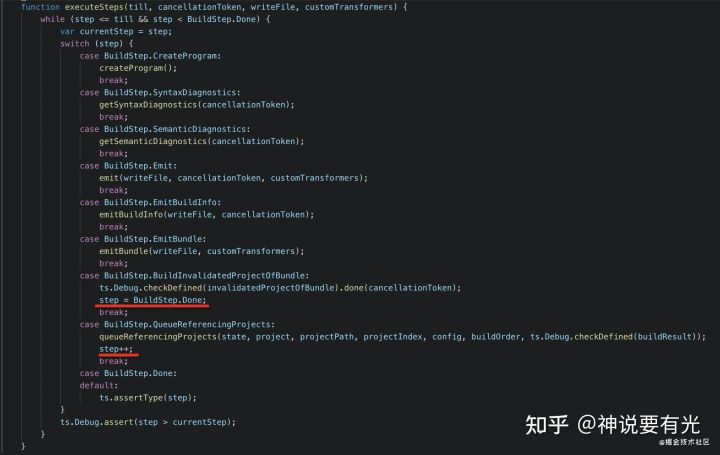 function executeSteps(till, cancellationToken, writeFile, customTransformers) {
while (step <= till && step < BuildStep.Done) {
var currentStep = step;
switch (step) {
case BuildStep.CreateProgram:
createProgram();
break;
case BuildStep.SyntaxDiagnostics:
getSyntaxDiagnostics(cancellationToken);
break;
case BuildStep.SemanticDiagnostics:
getSemanticDiagnostics(cancellationToken);
break;
case BuildStep.Emit:
emit(writeFile, cancellationToken, customTransformers);
break;
case BuildStep.EmitBuildInfo:
emitBuildInfo(writeFile, cancellationToken);
break;
case BuildStep.EmitBundle:
emitBundle(writeFile, customTransformers);
break;
case BuildStep.BuildInvalidatedProjectOfBundle:
ts.Debug.checkDefined(invalidatedProjectOfBundle).done(cancellationToken);
step = BuildStep.Done;
break;
case BuildStep.QueueReferencingProjects:
queueReferencingProjects(state, project, projectPath, projectIndex, config, buildOrder, ts.Debug.checkDefined(buildResult));
step++;
break;
case BuildStep.Done:
default:
ts.assertType(step);
}
ts.Debug.assert(step > currentStep);
}
}
知乎 @神说要有光
@掘金技术社区